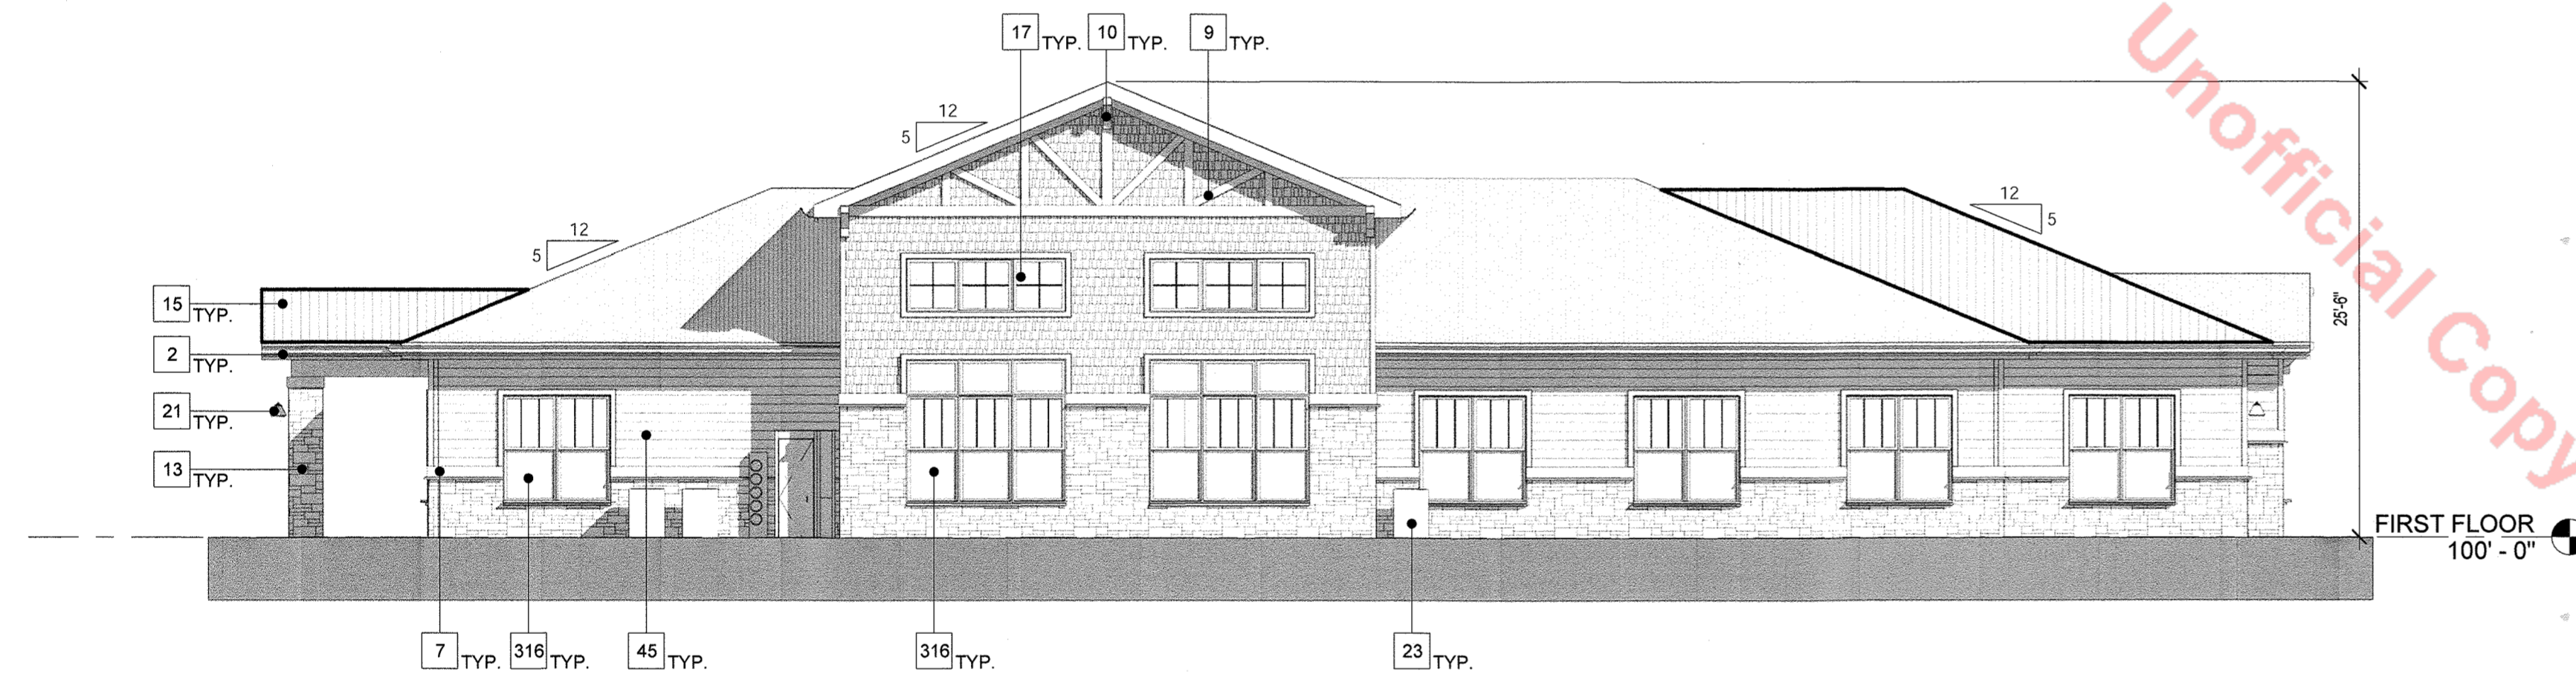 17 TYP.
10 TYP.
9 TYP.
12
5
12
5
12
5
15 TYP.
2 TYP.
21 TYP.
13 TYP.
25'-6"
FIRST FLOOR
100' - 0"
7 TYP.
316 TYP.
45 TYP.
316 TYP.
23 TYP.
Unofficial Copy